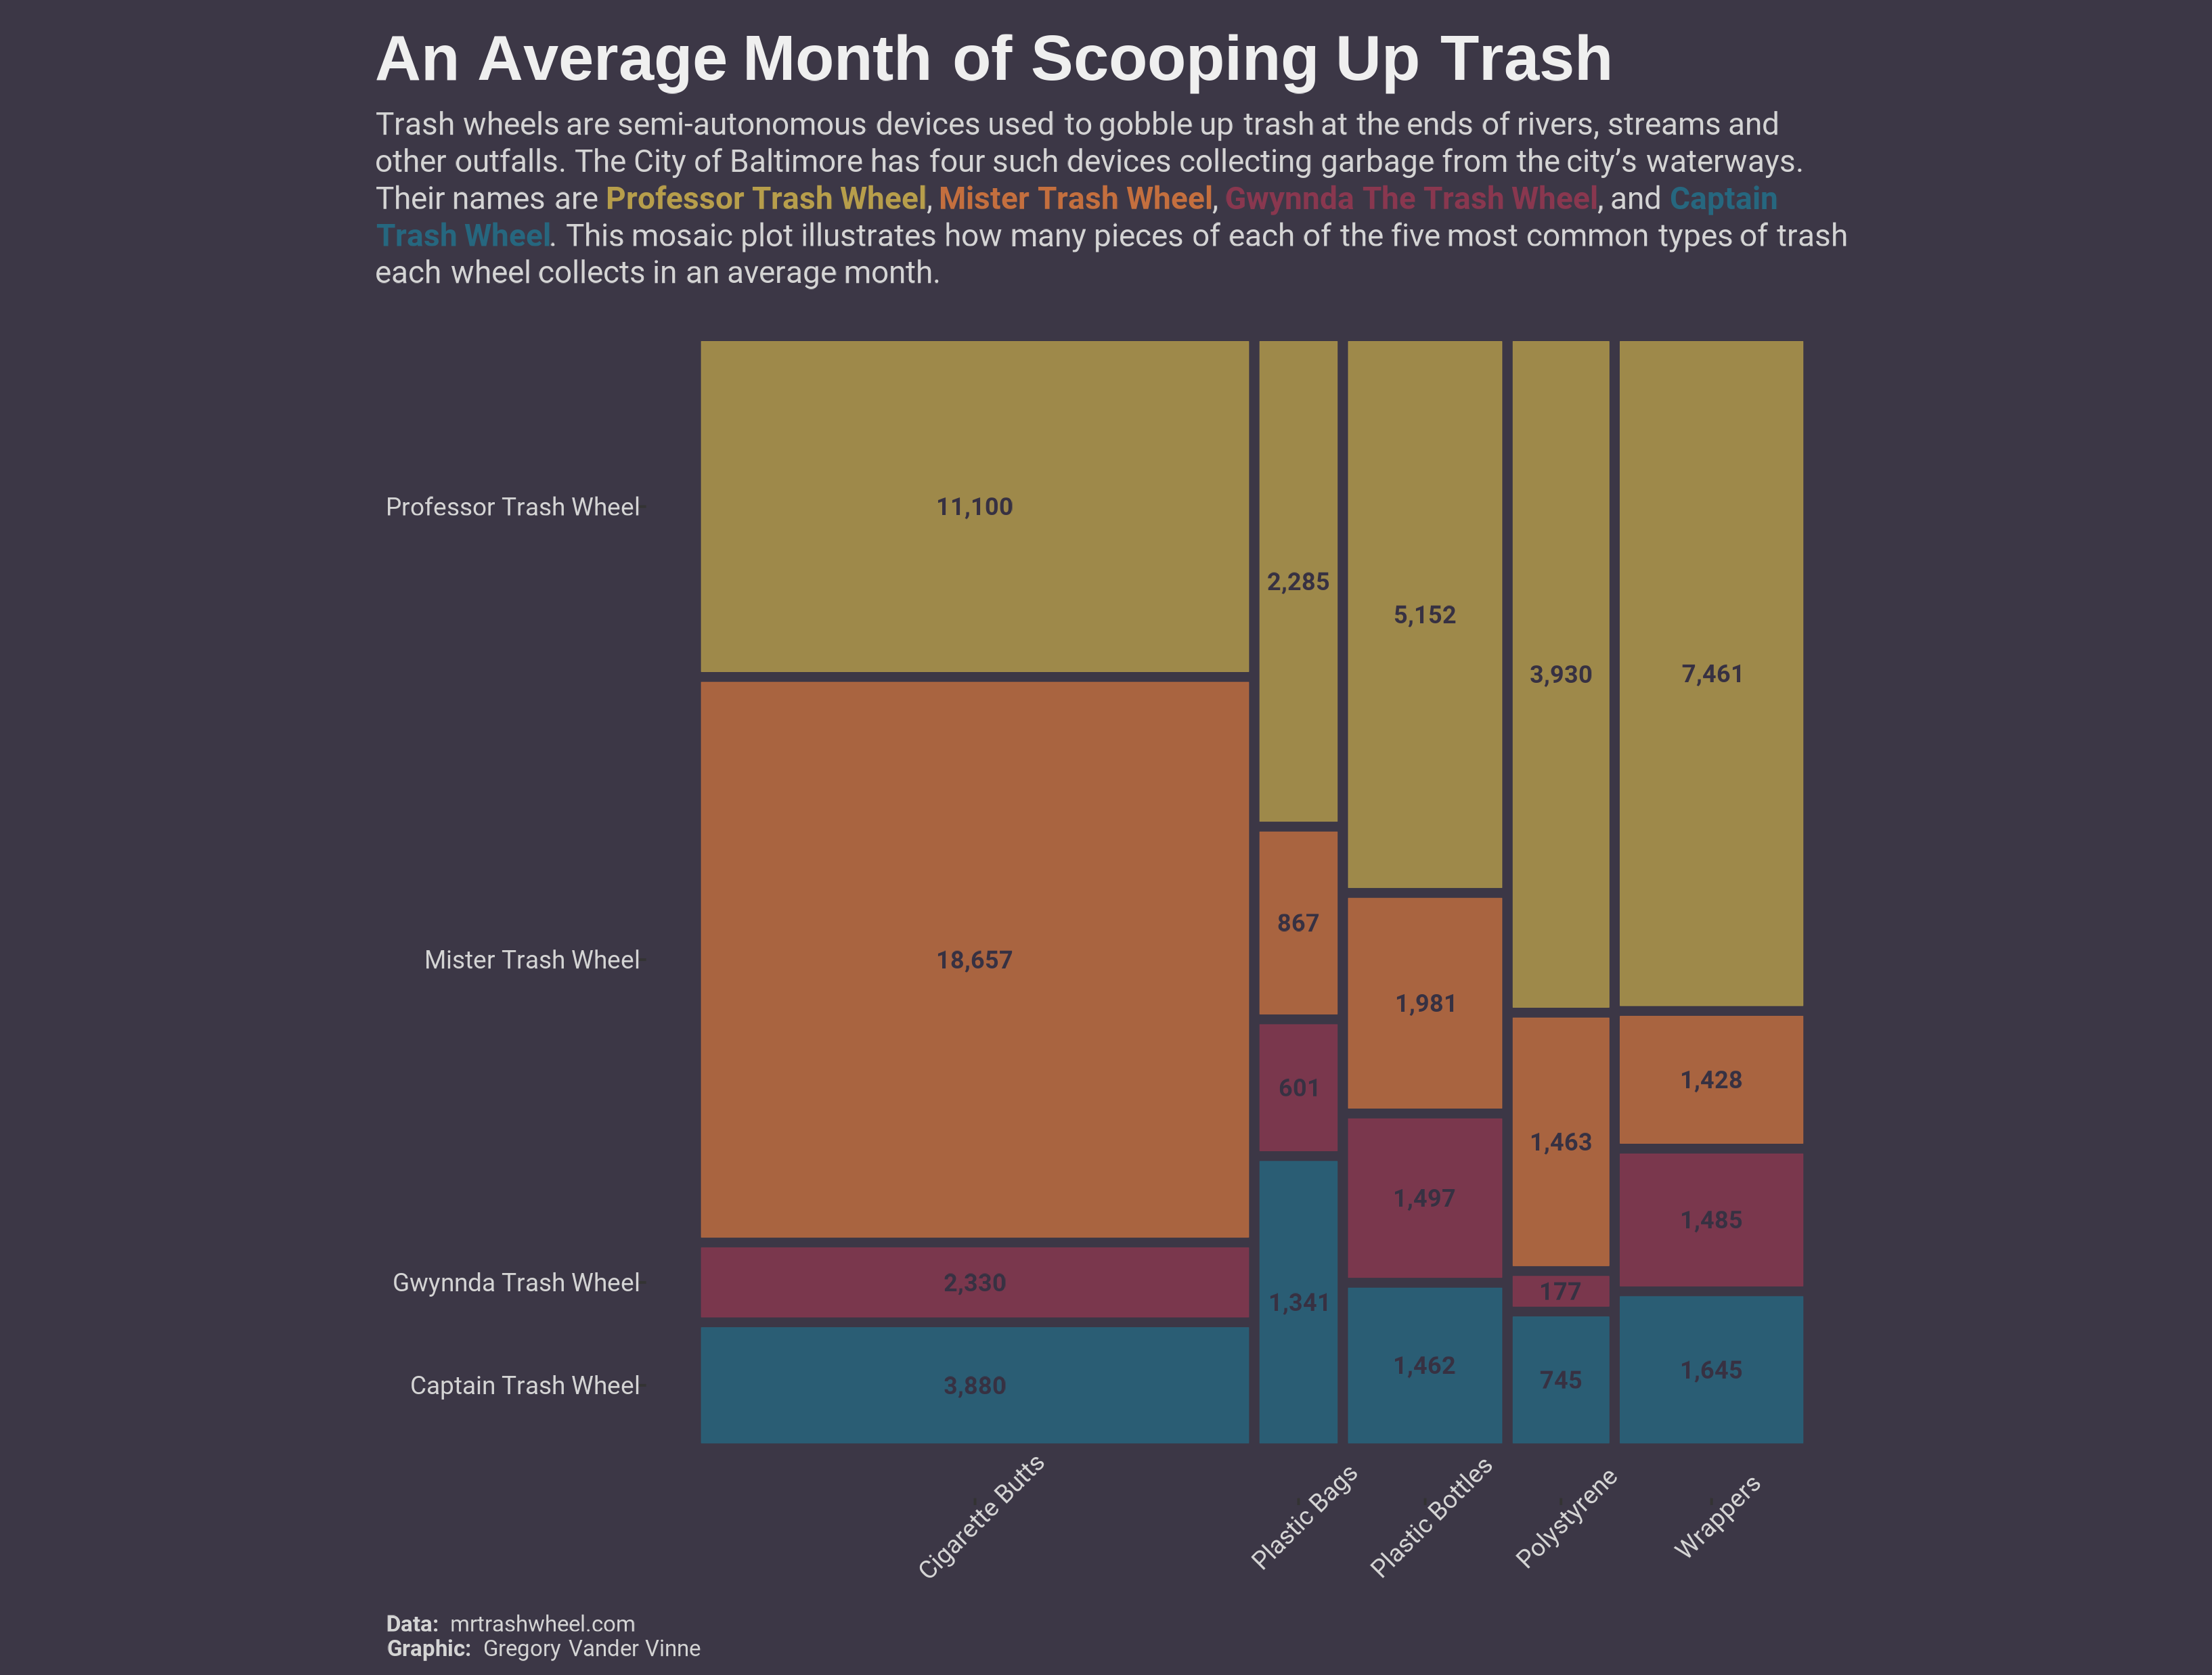 An Average Month of Scooping Up Trash
Trash wheels are semi-autonomous devices used to gobble up trash at the ends of rivers, streams and
other outfalls. The City of Baltimore has four such devices collecting garbage from the city’s waterways.
Their names are Professor Trash Wheel, Mister Trash Wheel, Gwynnda The Trash Wheel, and Captain
Trash Wheel. This mosaic plot illustrates how many pieces of each of the five most common types of trash
each wheel collects in an average month.
Professor Trash Wheel
11,100
2,285
5,152
3,930
7,461
Mister Trash Wheel
18,657
867
1,981
1,463
1,428
Gwynnda Trash Wheel
2,330
601
1,497
177
1,485
Captain Trash Wheel
3,880
1,341
1,462
745
1,645
Cigarette Butts
Plastic Bags
Plastic Bottles
Polystyrene
Wrappers
Data: mrtrashwheel.com
Graphic: Gregory Vander Vinne